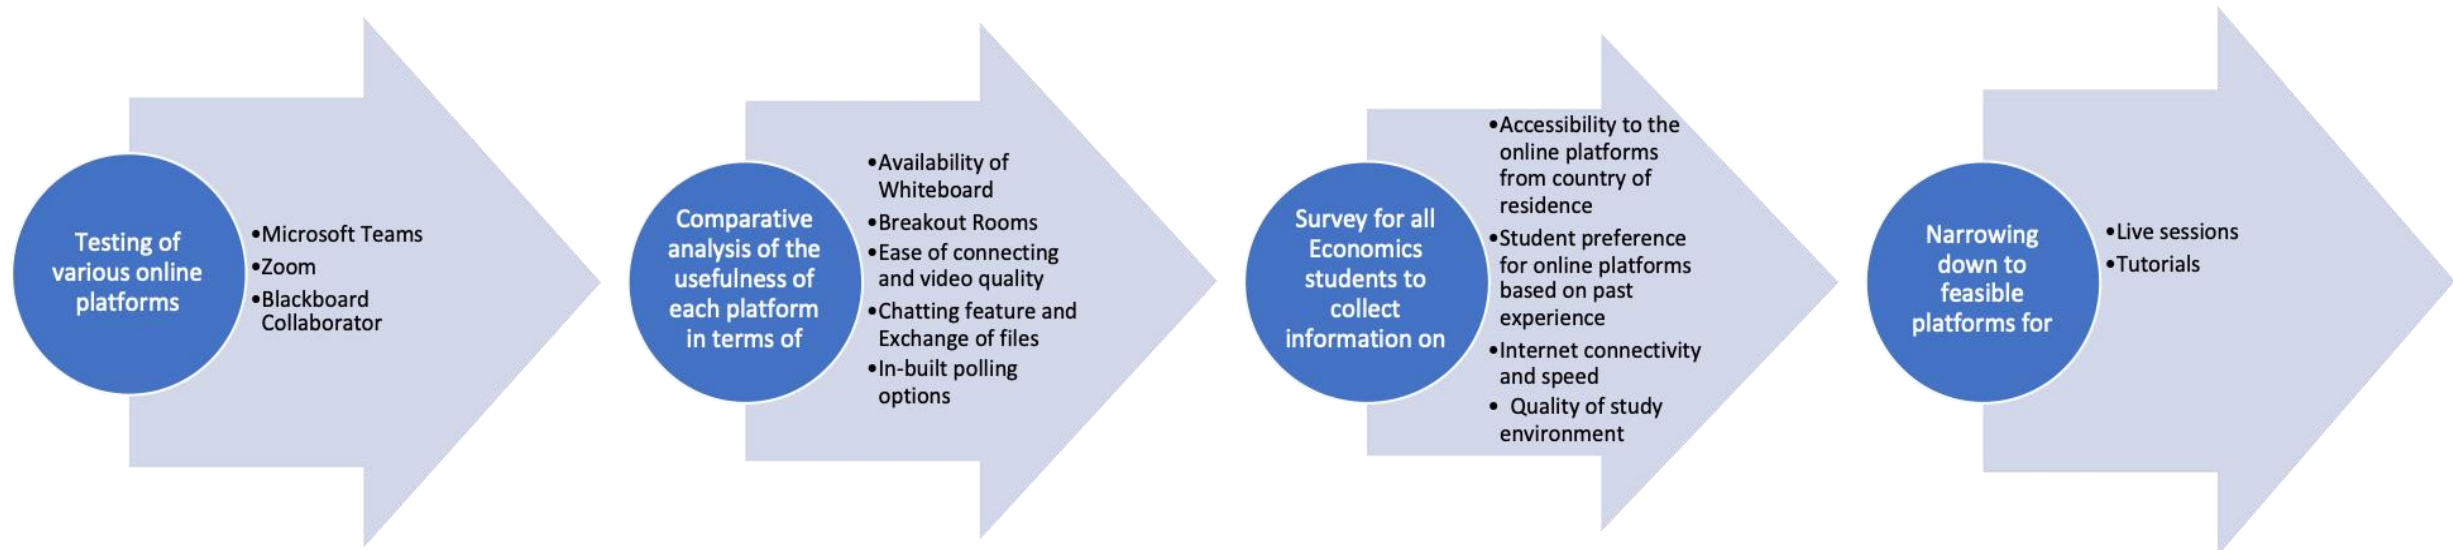 Testing of
various online
platforms
•Microsoft Teams
•Zoom
•Blackboard
Collaborator
Comparative
analysis of the
usefulness of
each platform
in terms of
•Availability of
Whiteboard
•Breakout Rooms
•Ease of connecting
and video quality
•Chatting feature and
Exchange of files
•In-built polling
options
Survey for all
Economics
students to
collect
information on
•Accessibility to the
online platforms
from country of
residence
•Student preference
for online platforms
based on past
experience
•Internet connectivity
and speed
• Quality of study
environment
Narrowing
down to
feasible
platforms for
•Live sessions
•Tutorials